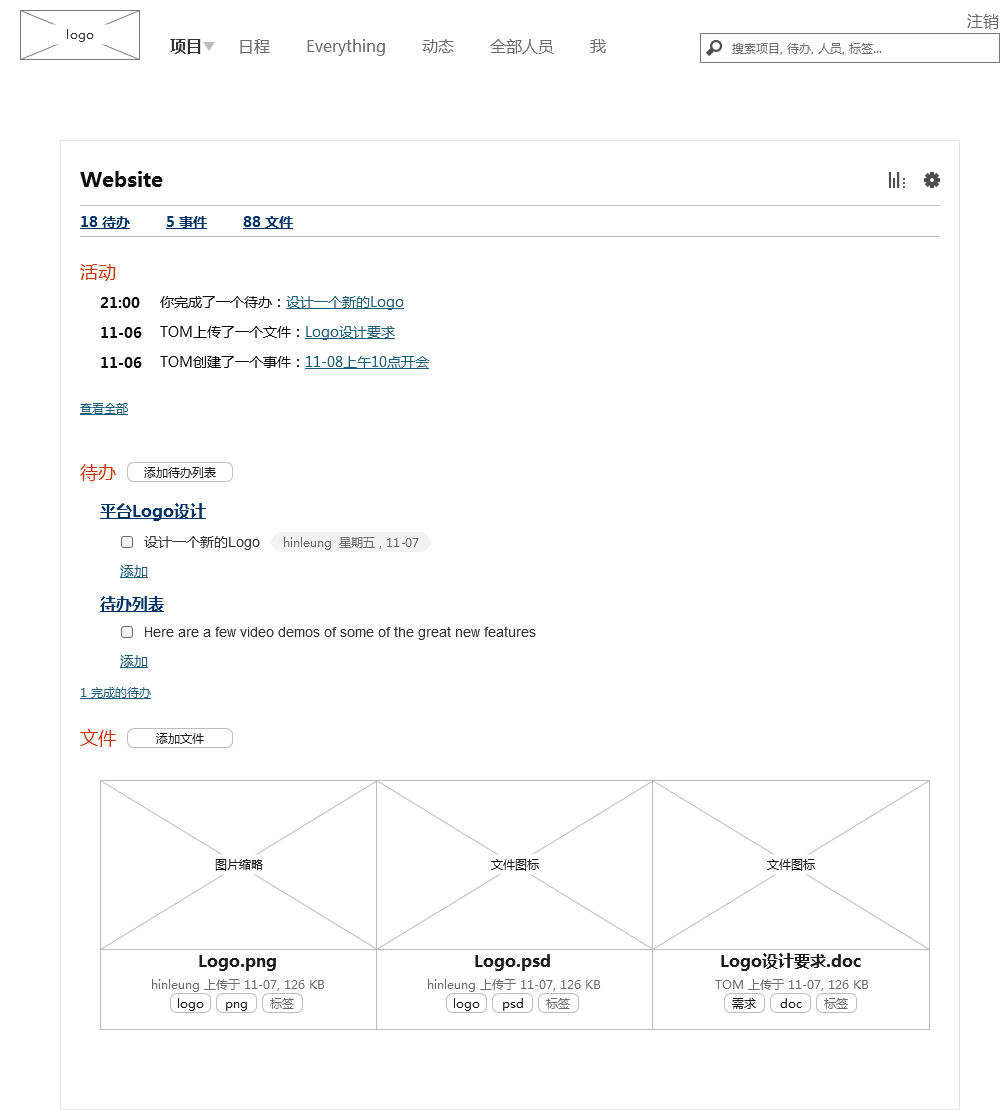 注销
logo
项目 日程 Everything 动态 全部人员 我
搜索项目, 待办, 人员, 标签...
Website
18 待办 5 事件 88 文件
活动
21:00 你完成了一个待办：设计一个新的Logo
11-06 TOM上传了一个文件：Logo设计要求
11-06 TOM创建了一个事件：11-08上午10点开会
查看全部
待办 添加待办列表
平台Logo设计
设计一个新的Logo hinleung 星期五 , 11-07
添加
待办列表
Here are a few video demos of some of the great new features
添加
1 完成的待办
文件 添加文件
图片缩略 文件图标 文件图标
Logo.png Logo.psd Logo设计要求.doc
hinleung 上传于 11-07, 126 KB hinleung 上传于 11-07, 126 KB TOM 上传于 11-07, 126 KB
logo png 标签 logo psd 标签 需求 doc 标签